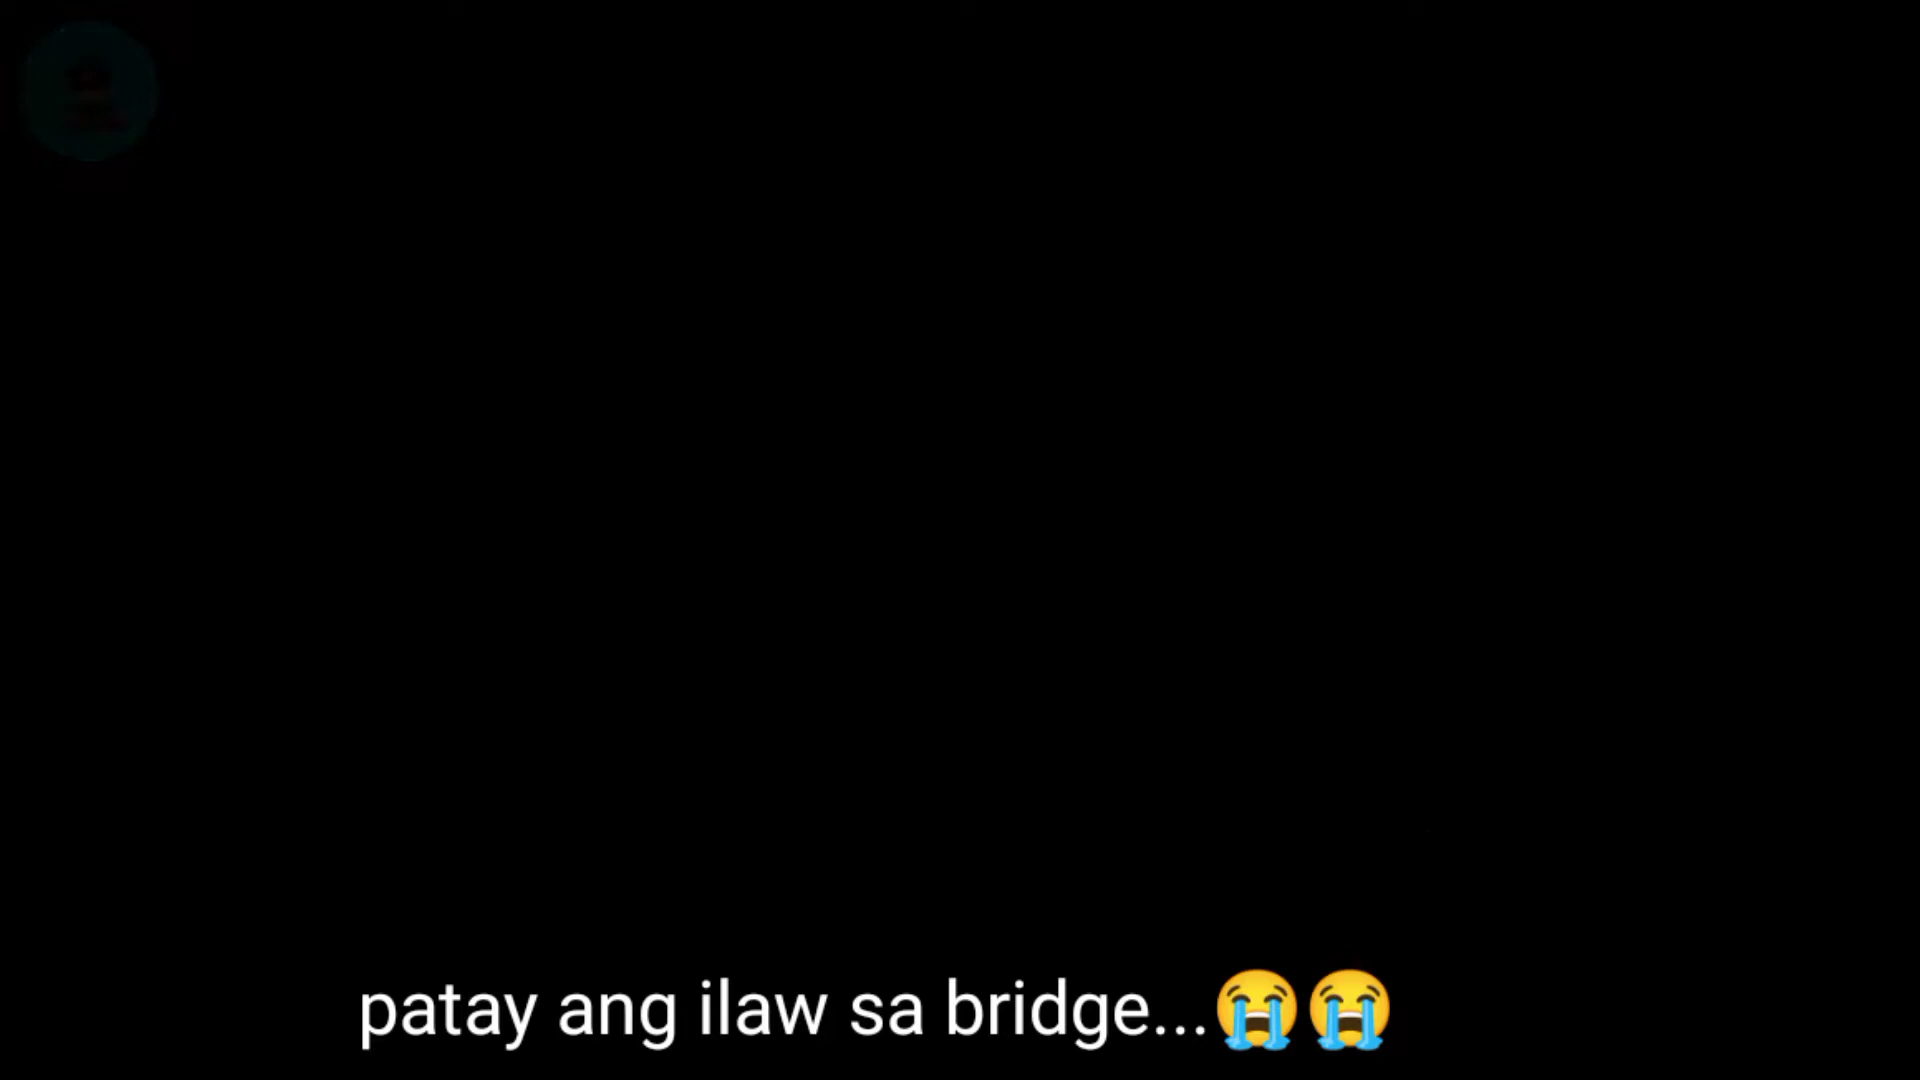 patay ang ilaw sa bridge...😭😭